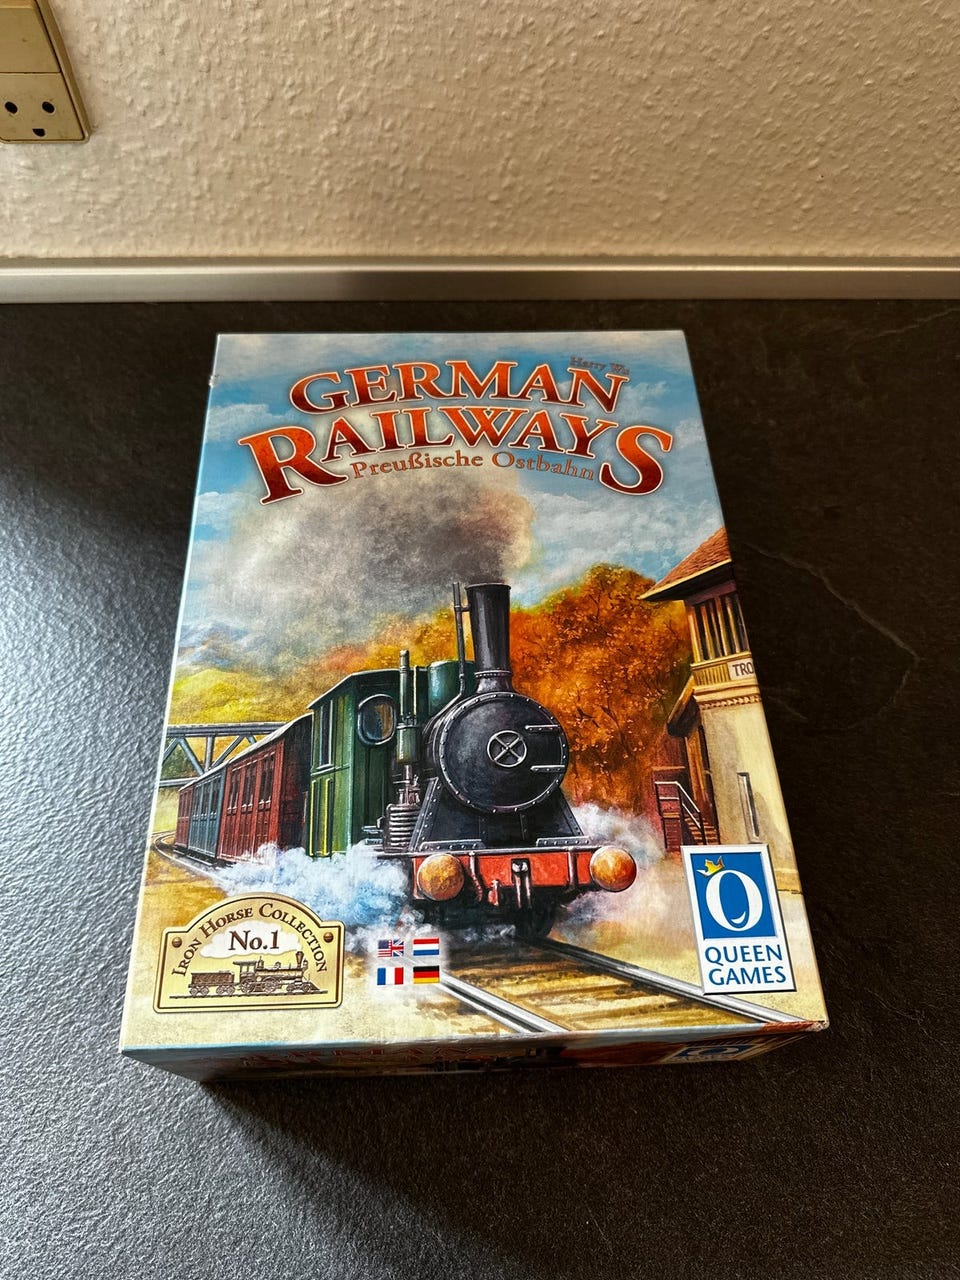 Harry Wu
GERMAN
RAILWAYS
Preußische Ostbahn
TRO
IRON HORSE COLLECTION
No.1
QUEEN
GAMES